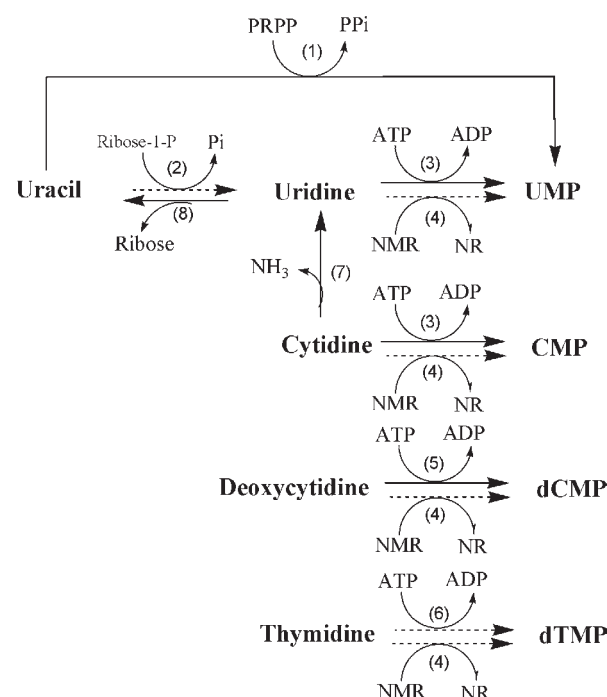 PRPP PPi
(1)
Ribose-1-P Pi ATP ADP
(2) (3)
Uracil Uridine UMP
(8) (4)
Ribose NMR NR
NH3 (7)
ATP ADP
(3)
Cytidine CMP
(4)
NMR NR
ATP ADP
(5)
Deoxycytidine dCMP
(4)
NMR NR
ATP ADP
(6)
Thymidine dTMP
(4)
NMR NR